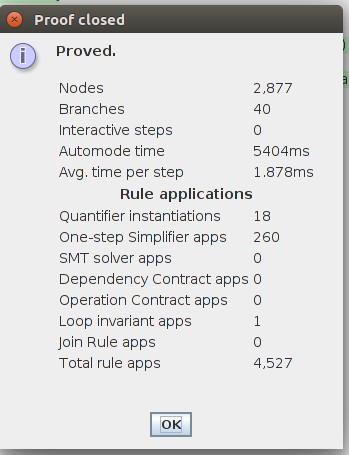 Proof closed
Proved.
Nodes 2,877
Branches 40
Interactive steps 0
Automode time 5404ms
Avg. time per step 1.878ms
Rule applications
Quantifier instantiations 18
One-step Simplifier apps 260
SMT solver apps 0
Dependency Contract apps 0
Operation Contract apps 0
Loop invariant apps 1
Join Rule apps 0
Total rule apps 4,527
OK